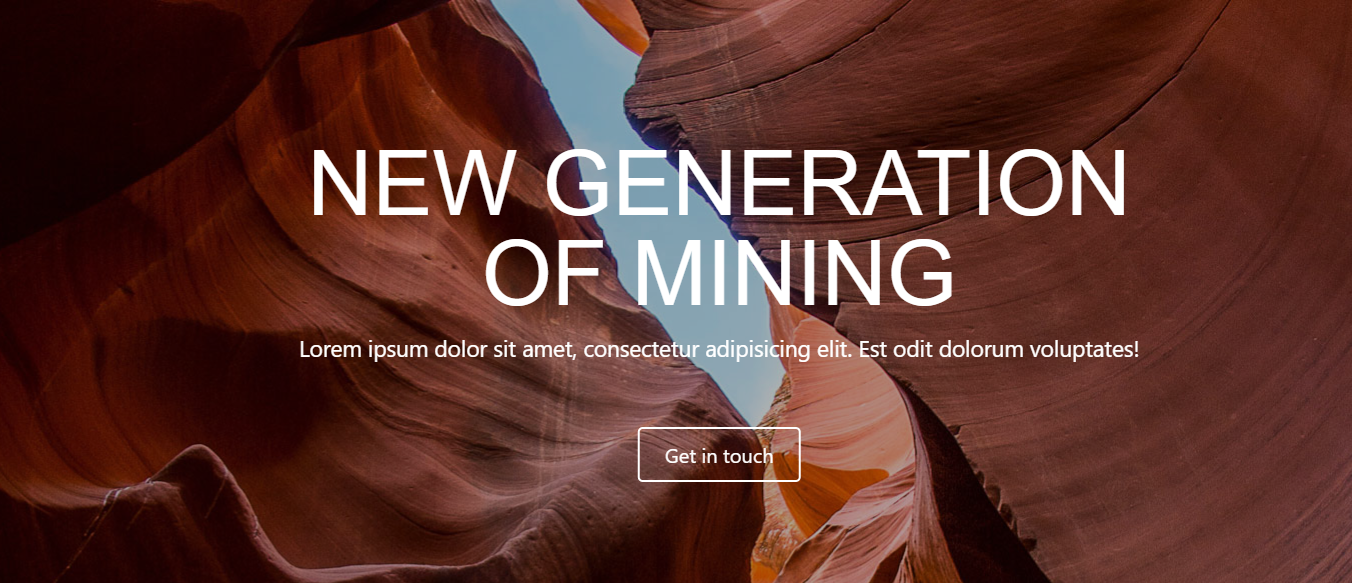 NEW GENERATION
OF MINING
Lorem ipsum dolor sit amet, consectetur adipisicing elit. Est odit dolorum voluptates!
Get in touch